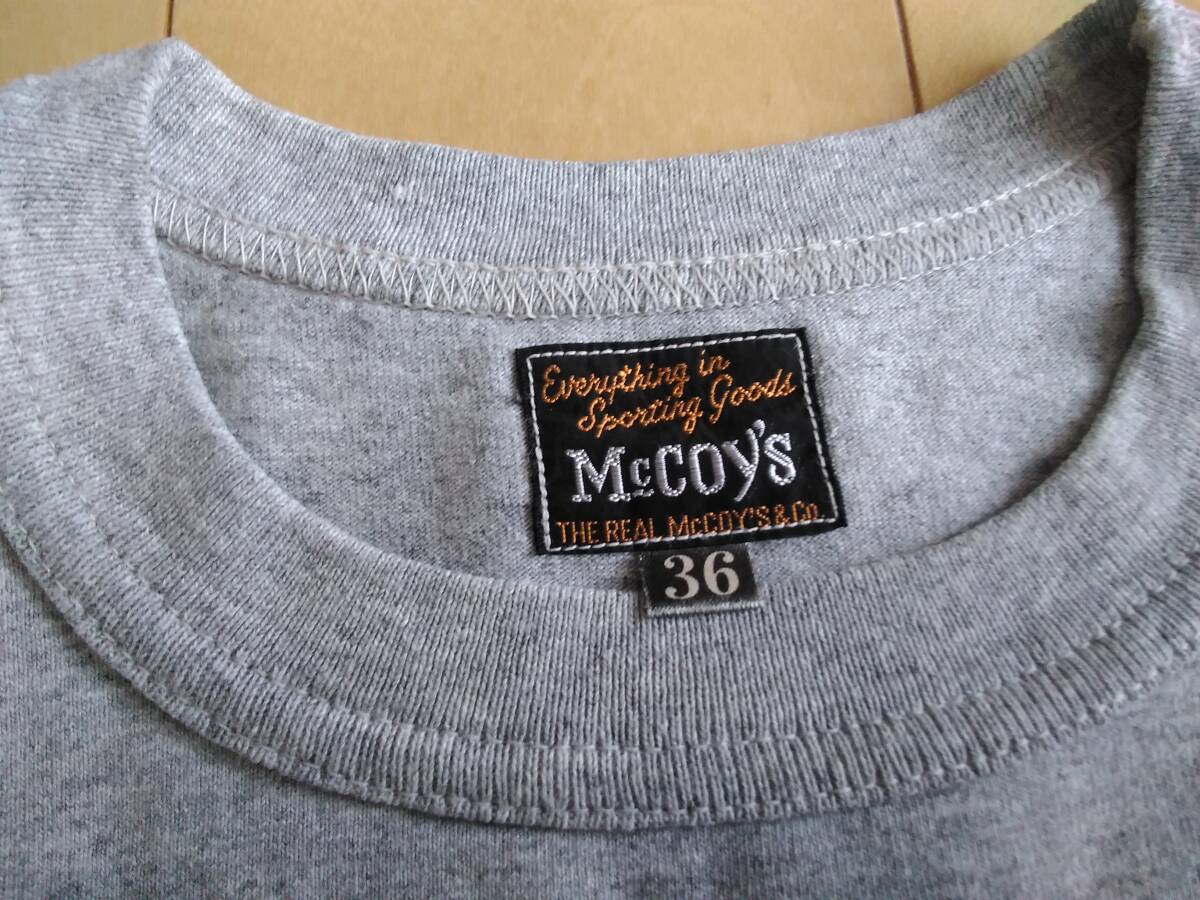 Everything in
Sporting Goods
McCOY'S
THE REAL McCOY'S & Co.
36